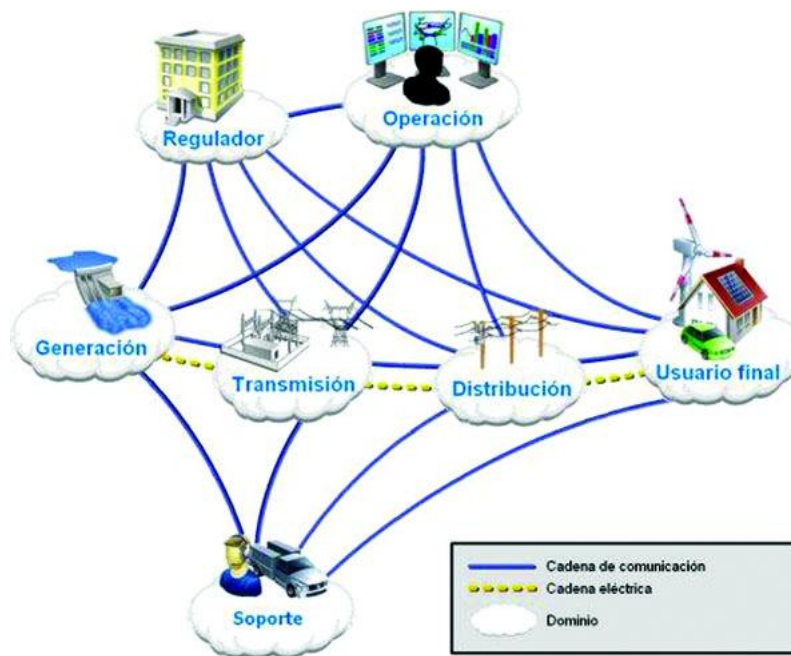 Regulador
Operación
Generación
Transmisión
Distribución
Usuario final
Soporte
Cadena de comunicación
Cadena eléctrica
Dominio